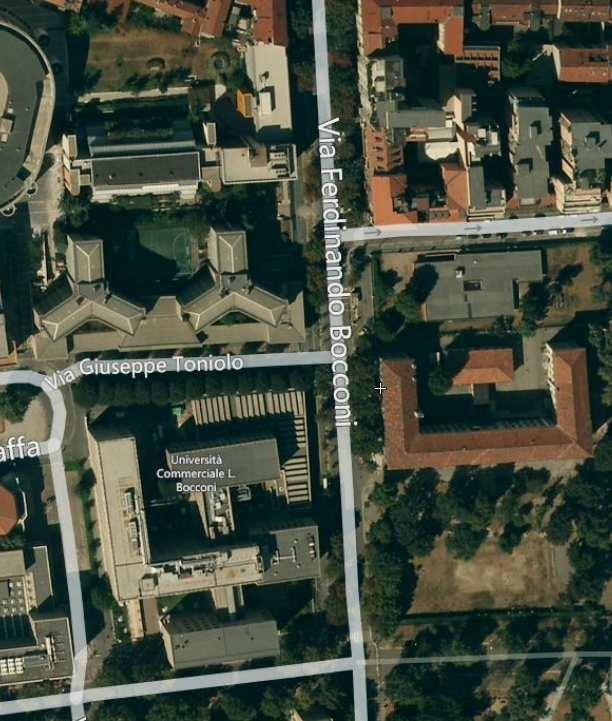 Via Ferdinando Bocconi
Via Giuseppe Toniolo
affa
Università
Commerciale L.
Bocconi